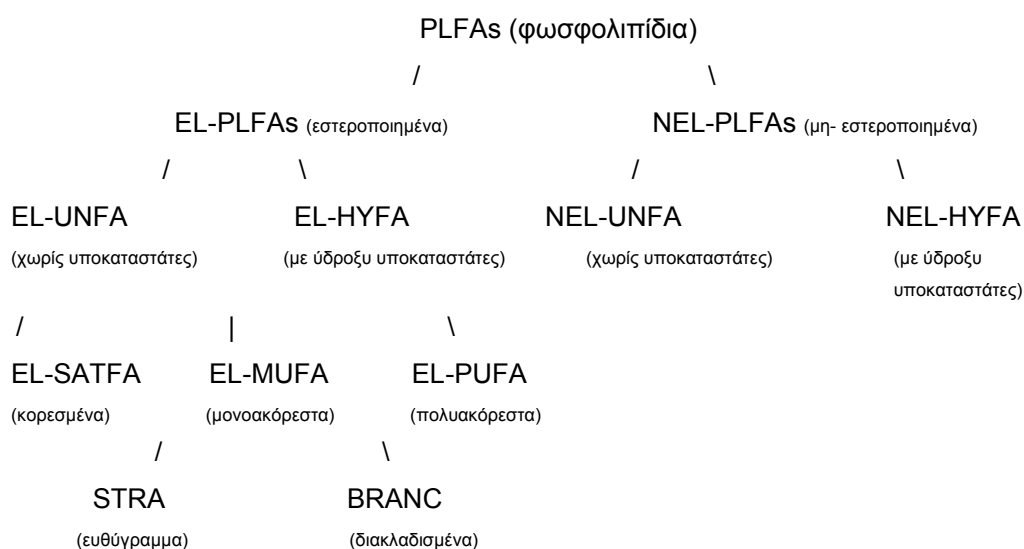 PLFAs (φωσφολιπίδια)
/ \
EL-PLFAs (εστεροποιημένα) NEL-PLFAs (μη- εστεροποιημένα)
/ \ / \
EL-UNFA EL-HYFA NEL-UNFA NEL-HYFA
(χωρίς υποκαταστάτες) (με ύδροξυ υποκαταστάτες) (χωρίς υποκαταστάτες) (με ύδροξυ
υποκαταστάτες)
/ | \
EL-SATFA EL-MUFA EL-PUFA
(κορεσμένα) (μονοακόρεστα) (πολυακόρεστα)
/ \
STRA BRANC
(ευθύγραμμα) (διακλαδισμένα)